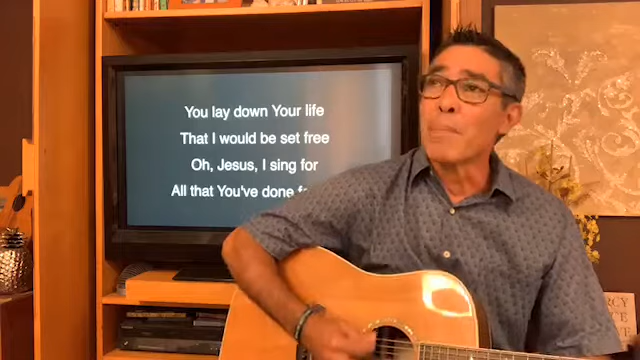 You lay down Your life
That I would be set free
Oh, Jesus, I sing for
All that You've done f